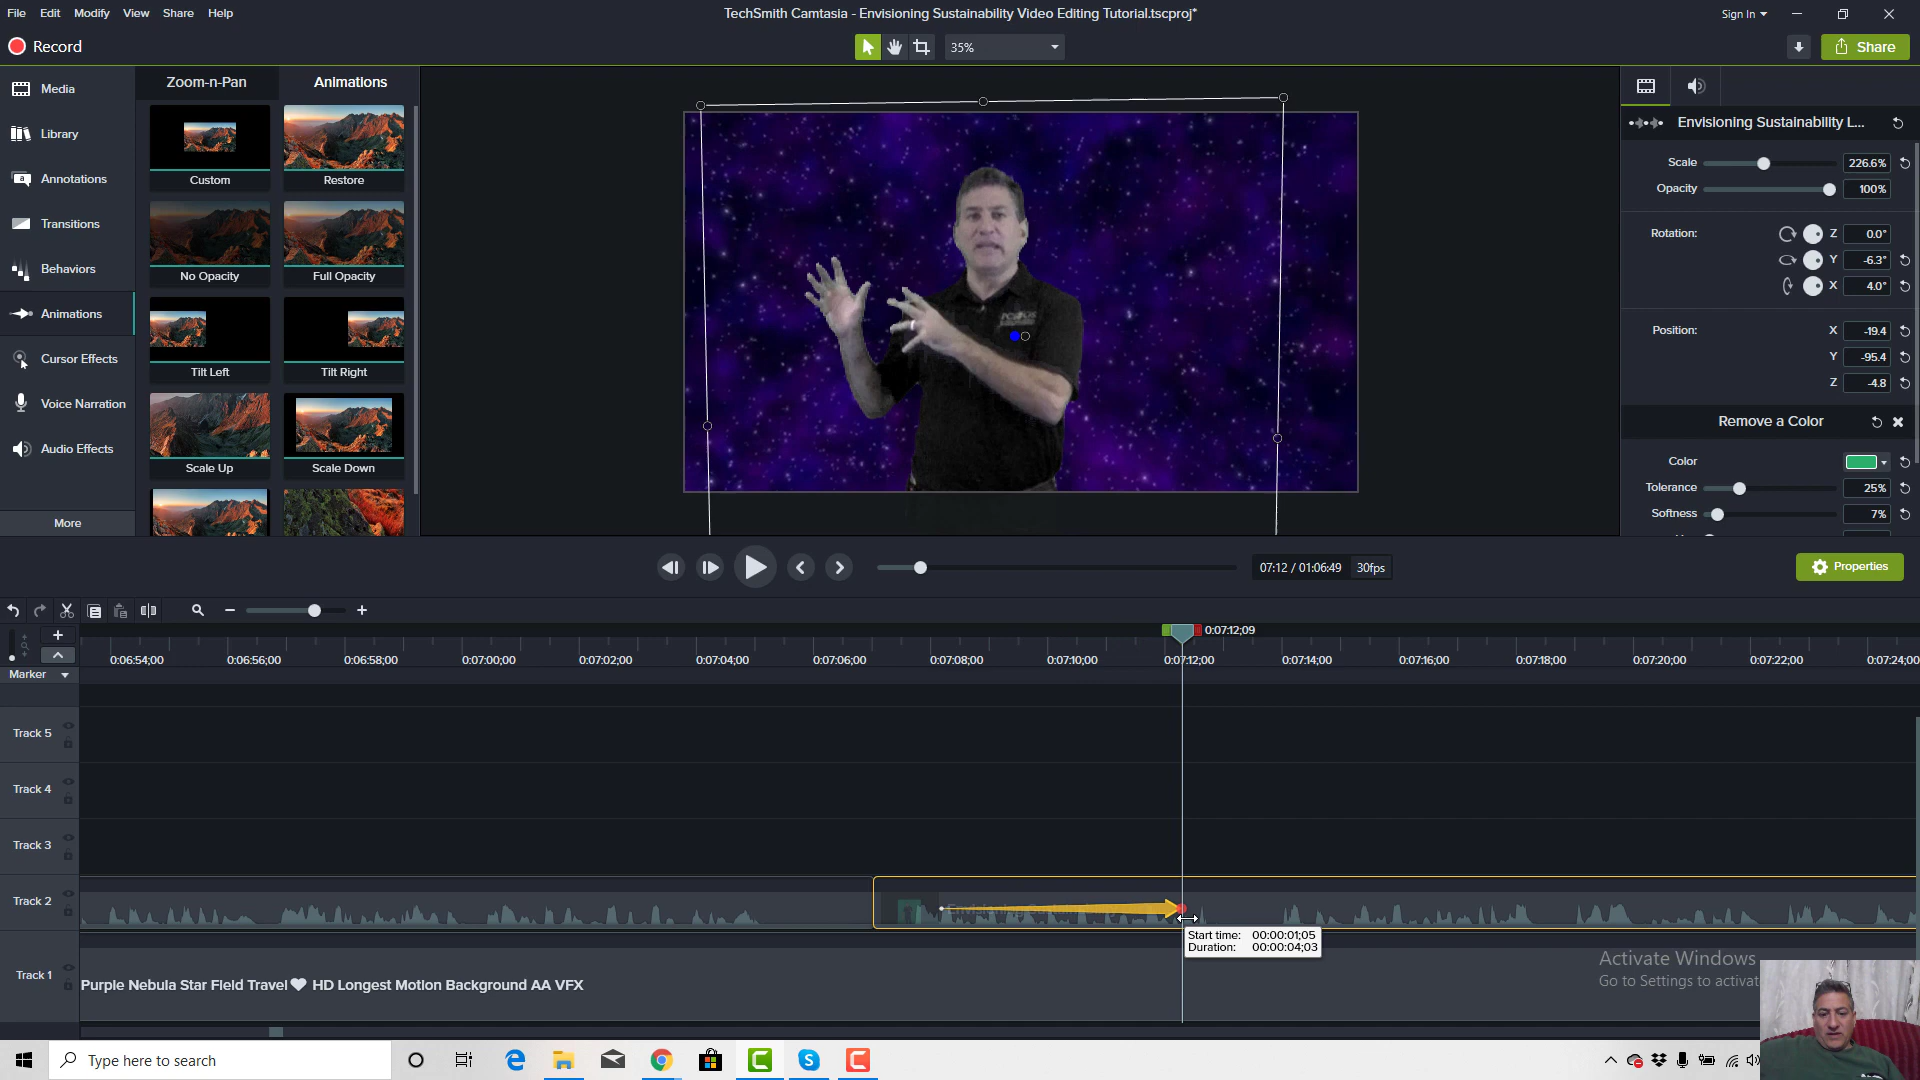 File Edit Modify View Share Help
TechSmith Camtasia - Envisioning Sustainability Video Editing Tutorial.tscproj*
Sign In
Record
35%
Share
Media
Library
Annotations
Transitions
Behaviors
Animations
Cursor Effects
Voice Narration
Audio Effects
More
Zoom-n-Pan Animations
Custom Restore
No Opacity Full Opacity
Tilt Left Tilt Right
Scale Up Scale Down
Envisioning Sustainability L...
Scale 226.6%
Opacity 100%
Rotation: Z 0.0°
Y -6.3°
X 4.0°
Position: X -19.4
Y -95.4
Z -4.8
Remove a Color
Color
Tolerance 25%
Softness 7%
07:12 / 01:06:49 30fps
Properties
0:07:12;09
0:06:54;00 0:06:56;00 0:06:58;00 0:07:00;00 0:07:02;00 0:07:04;00 0:07:06;00 0:07:08;00 0:07:10;00 0:07:12;00 0:07:14;00 0:07:16;00 0:07:18;00 0:07:20;00 0:07:22;00 0:07:24;00
Marker
Track 5
Track 4
Track 3
Track 2
Start time: 00:00:01;05
Duration: 00:00:04;03
Track 1
Purple Nebula Star Field Travel❤ HD Longest Motion Background AA VFX
Activate Windows
Go to Settings to activat
Type here to search